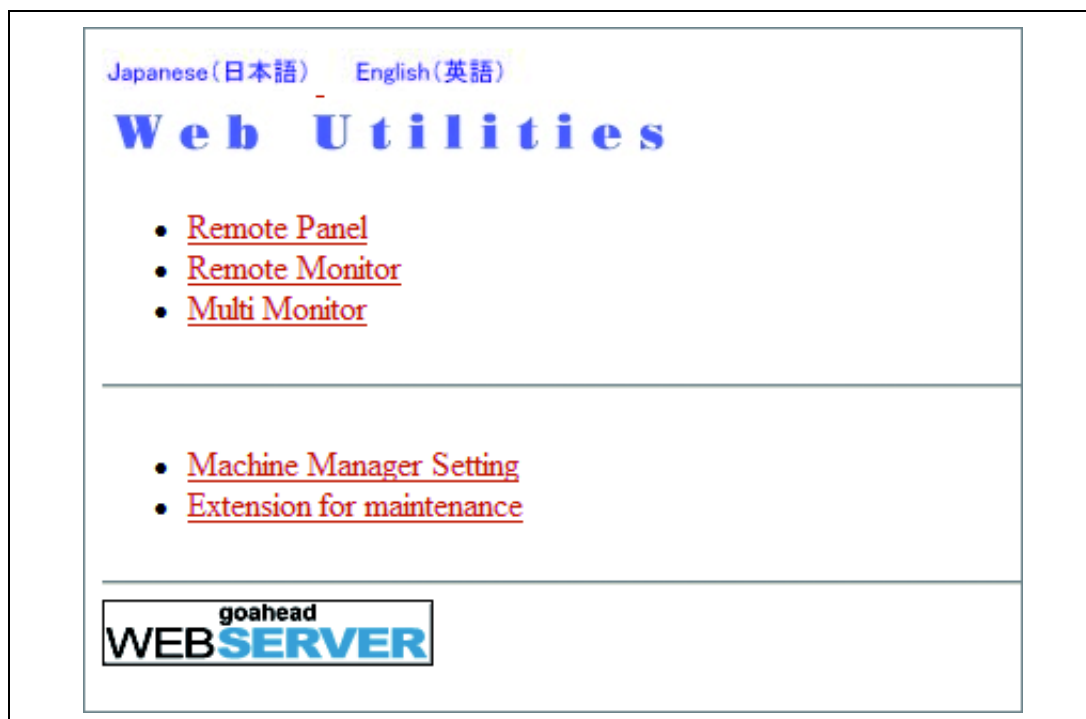 Japanese(日本語) English(英語)
Web Utilities
Remote Panel
Remote Monitor
Multi Monitor
Machine Manager Setting
Extension for maintenance
goahead
WEBSERVER